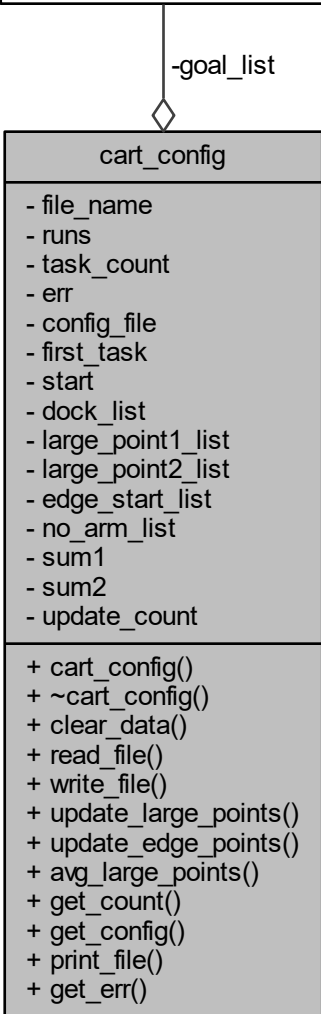 -goal_list
cart_config
- file_name
- runs
- task_count
- err
- config_file
- first_task
- start
- dock_list
- large_point1_list
- large_point2_list
- edge_start_list
- no_arm_list
- sum1
- sum2
- update_count
+ cart_config()
+ ~cart_config()
+ clear_data()
+ read_file()
+ write_file()
+ update_large_points()
+ update_edge_points()
+ avg_large_points()
+ get_count()
+ get_config()
+ print_file()
+ get_err()